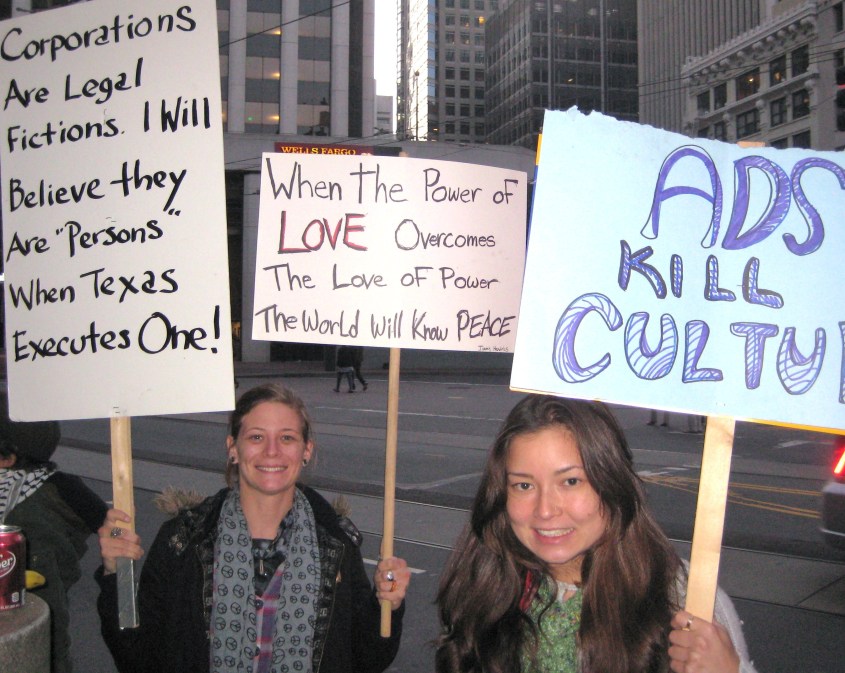 Corporations
Are Legal
Fictions. I Will
Believe they
Are "Persons"
When Texas
Executes One!
WELLS FARGO
When the Power of
LOVE Overcomes
The Love of Power
The World Will Know PEACE
ADS
KILL
CULTU